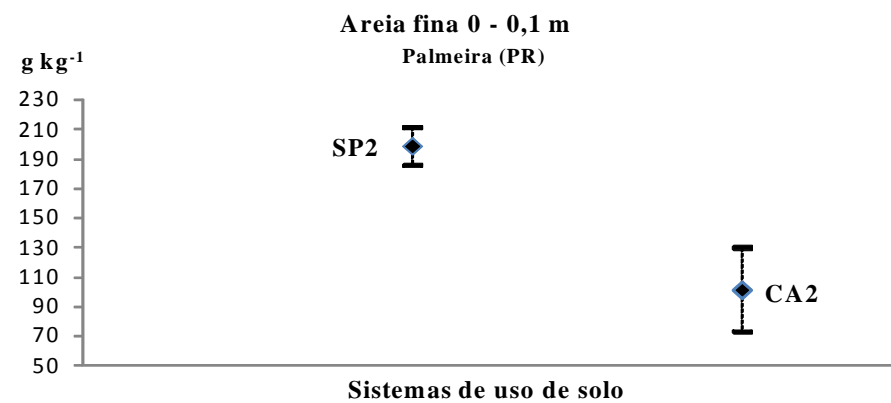 Areia fina 0 - 0,1 m
Palmeira (PR)
g kg-1
230
210
190
170
150
130
110
90
70
50
SP2
CA2
Sistemas de uso de solo